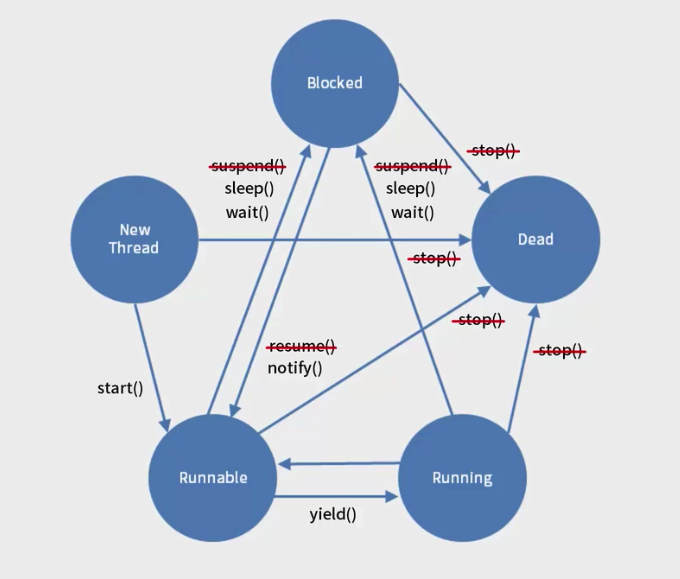 Blocked
suspend()
sleep()
wait()
suspend()
sleep()
wait()
stop()
New
Thread
Dead
stop()
stop()
resume()
notify()
stop()
start()
Runnable
Running
yield()